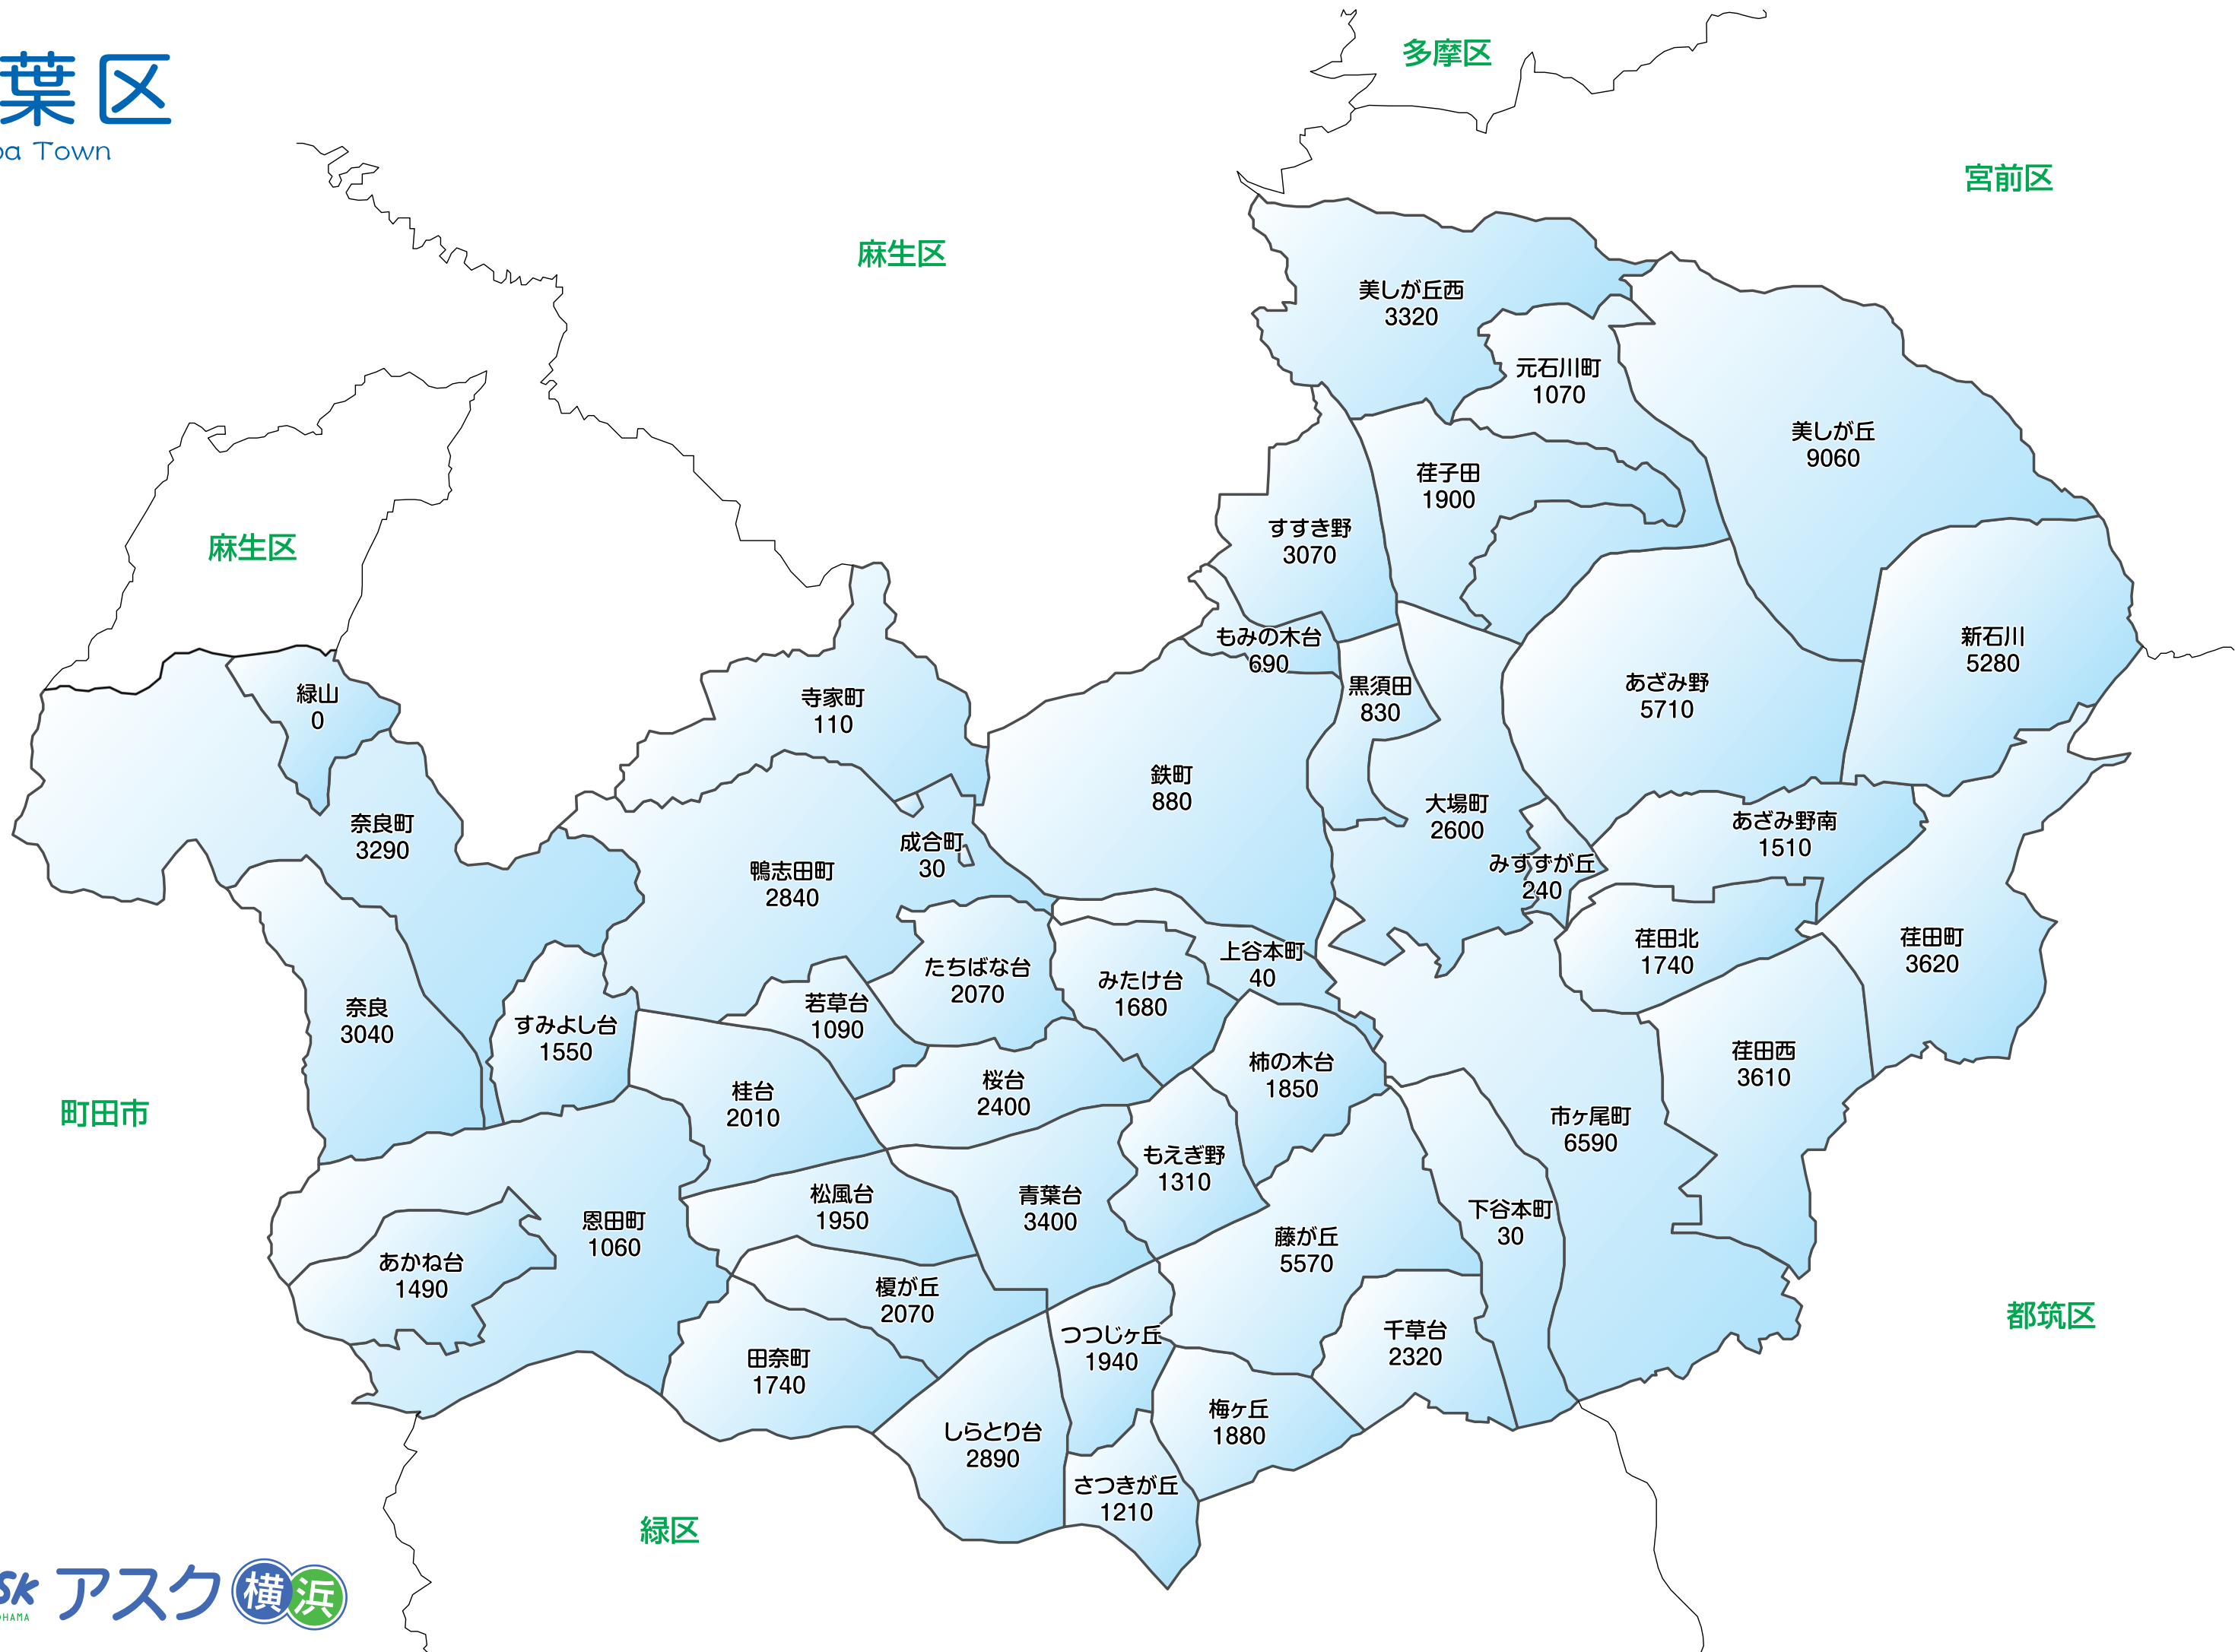 葉区
Town
多摩区
宮前区
麻生区
麻生区
町田市
緑区
都筑区
美しが丘西
3320
元石川町
1070
美しが丘
9060
荏子田
1900
すすき野
3070
もみの木台
690
黒須田
830
新石川
5280
あざみ野
5710
緑山
0
寺家町
110
鉄町
880
大場町
2600
あざみ野南
1510
みすずが丘
240
奈良町
3290
成合町
30
鴨志田町
2840
荏田北
1740
荏田町
3620
上谷本町
40
たちばな台
2070
みたけ台
1680
若草台
1090
奈良
3040
すみよし台
1550
荏田西
3610
柿の木台
1850
桂台
2010
桜台
2400
市ヶ尾町
6590
もえぎ野
1310
松風台
1950
青葉台
3400
下谷本町
30
恩田町
1060
藤が丘
5570
あかね台
1490
榎が丘
2070
つつじヶ丘
1940
千草台
2320
田奈町
1740
梅ヶ丘
1880
しらとり台
2890
さつきが丘
1210
アスク横浜